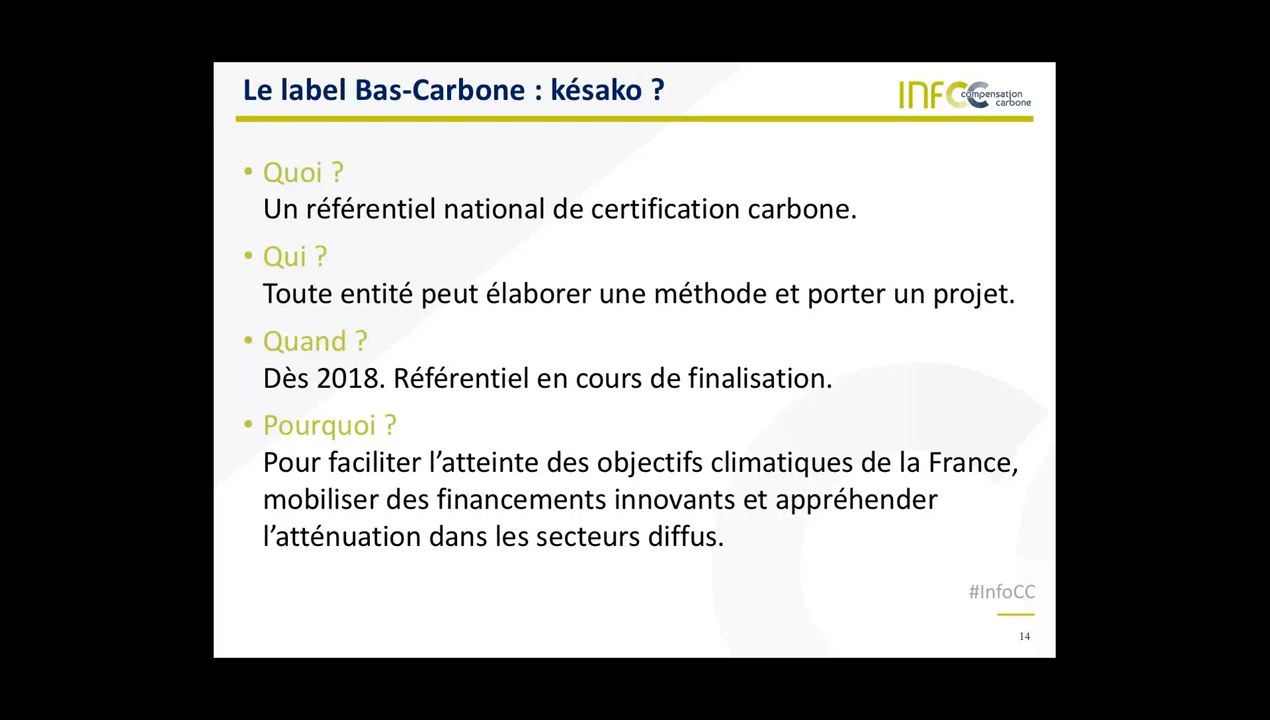 Le label Bas-Carbone : késako ?
INFCC compensation
carbone
• Quoi ?
Un référentiel national de certification carbone.
• Qui ?
Toute entité peut élaborer une méthode et porter un projet.
• Quand ?
Dès 2018. Référentiel en cours de finalisation.
• Pourquoi ?
Pour faciliter l’atteinte des objectifs climatiques de la France,
mobiliser des financements innovants et appréhender
l’atténuation dans les secteurs diffus.
#InfoCC
14